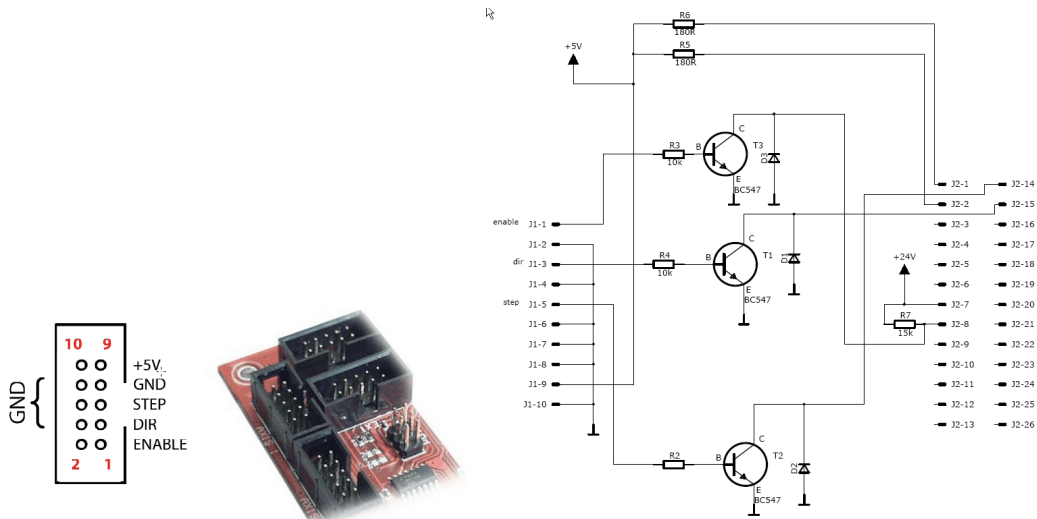 10 9
+5V
GND
STEP
DIR
ENABLE
2 1
GND
AXIS
AXIS
EXT
+5V
R6
180R
R5
180R
R3
10k
B
C
E
T3
BC547
D3
enable J1-1
J1-2
dir J1-3
J1-4
step J1-5
J1-6
J1-7
J1-8
J1-9
J1-10
R4
10k
B
C
E
T1
BC547
D1
R2
B
C
E
T2
BC547
D2
+24V
R7
15k
J2-1 J2-14
J2-2 J2-15
J2-3 J2-16
J2-4 J2-17
J2-5 J2-18
J2-6 J2-19
J2-7 J2-20
J2-8 J2-21
J2-9 J2-22
J2-10 J2-23
J2-11 J2-24
J2-12 J2-25
J2-13 J2-26